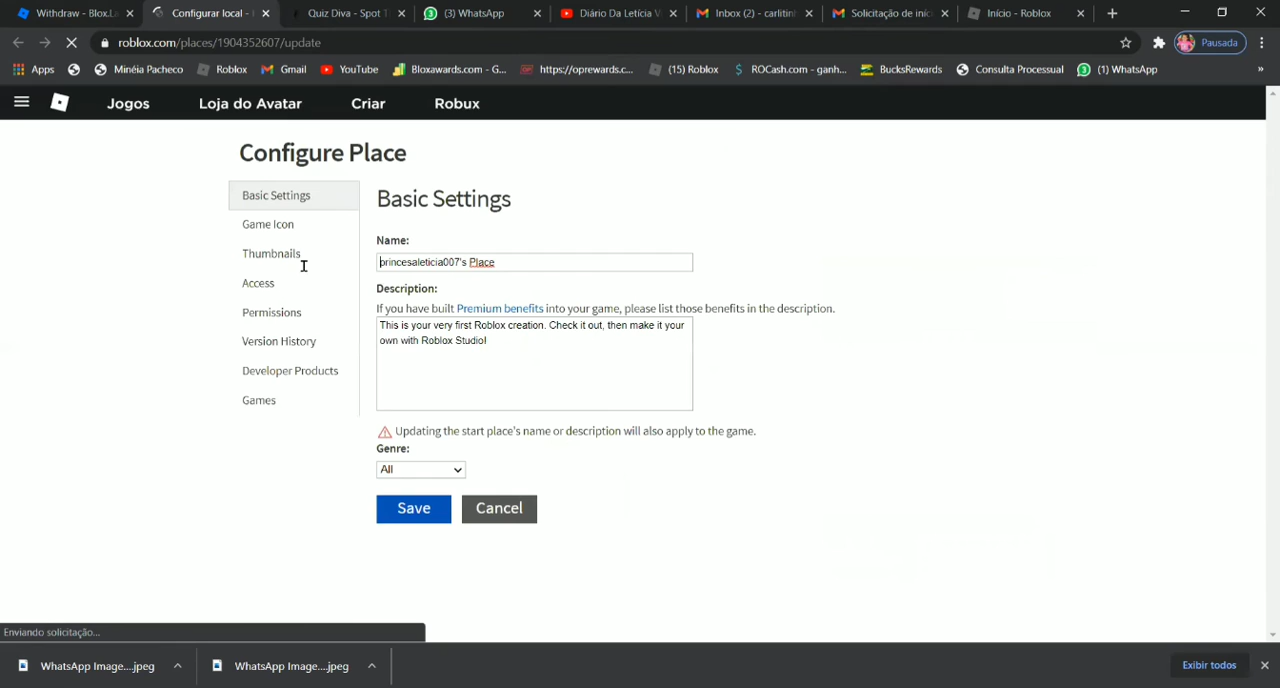 Withdraw - Blox.La
Configurar local - 
Quiz Diva - Spot T
(3) WhatsApp
Diário Da Letícia V
Inbox (2) - carlitinh
Solicitação de iníc
Início - Roblox
roblox.com/places/1904352607/update
Pausada
Apps
Minéia Pacheco
Roblox
Gmail
YouTube
Bloxawards.com - G...
https://oprewards.c...
(15) Roblox
ROCash.com - ganh...
BucksRewards
Consulta Processual
(1) WhatsApp
»
Jogos
Loja do Avatar
Criar
Robux
Configure Place
Basic Settings
Game Icon
Thumbnails
Access
Permissions
Version History
Developer Products
Games
Basic Settings
Name:
princesaleticia007's Place
Description:
If you have built Premium benefits into your game, please list those benefits in the description.
This is your very first Roblox creation. Check it out, then make it your
own with Roblox Studio!
Updating the start place's name or description will also apply to the game.
Genre:
All
Save
Cancel
Enviando solicitação...
WhatsApp Image....jpeg
WhatsApp Image....jpeg
Exibir todos